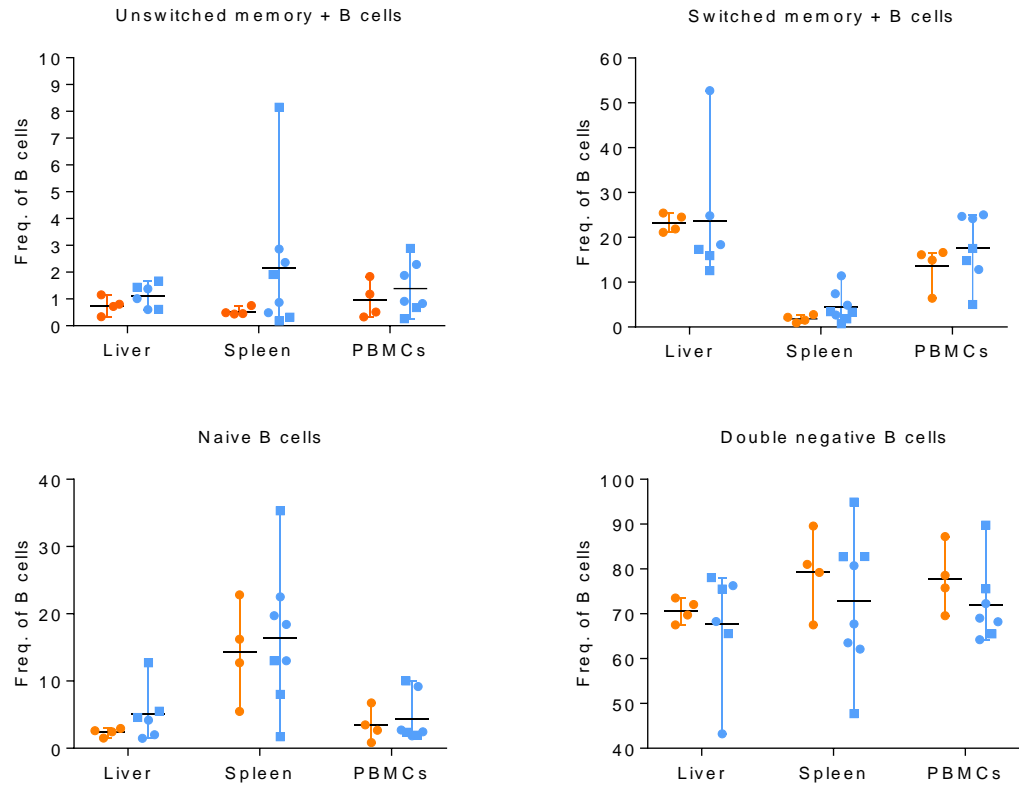 Unswitched memory + B cells
Freq. of B cells
10
9
8
7
6
5
4
3
2
1
0
Liver Spleen PBMCs
Switched memory + B cells
Freq. of B cells
60
50
40
30
20
10
0
Liver Spleen PBMCs
Naive B cells
Freq. of B cells
40
30
20
10
0
Liver Spleen PBMCs
Double negative B cells
Freq. of B cells
100
90
80
70
60
50
40
Liver Spleen PBMCs